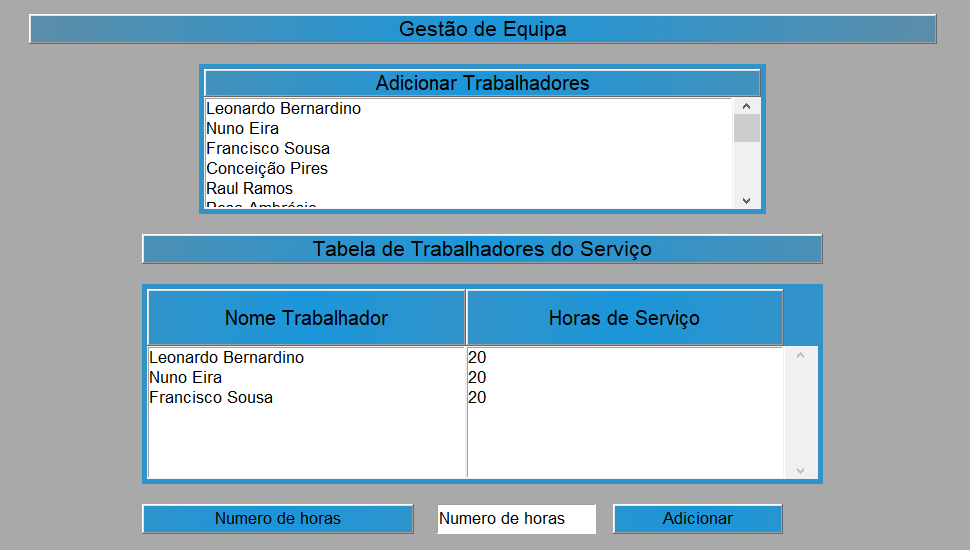 Gestão de Equipa
Adicionar Trabalhadores
Leonardo Bernardino
Nuno Eira
Francisco Sousa
Conceição Pires
Raul Ramos
Tabela de Trabalhadores do Serviço
Nome Trabalhador Horas de Serviço
Leonardo Bernardino 20
Nuno Eira 20
Francisco Sousa 20
Numero de horas Numero de horas Adicionar